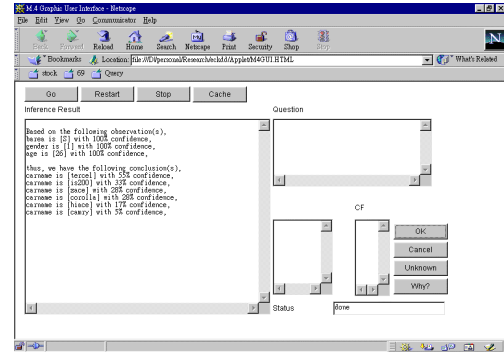 M.4 Graphic User Interface - Netscape
File Edit View Go Communicator Help
Back Forward Reload Home Search Netscape Print Security Shop Stop
Bookmarks Location: file:///D|/personal/Research/eckdd/Applet/M4GUI.HTML What's Related
stock 69 Query
Go Restart Stop Cache
Inference Result Question
Based on the following observation(s),
barea is [S] with 100% confidence,
gender is [1] with 100% confidence,
age is [26] with 100% confidence,
thus, we have the following conclusion(s),
carname is [tercel] with 55% confidence,
carname is [is200] with 33% confidence,
carname is [zace] with 28% confidence,
carname is [corolla] with 28% confidence,
carname is [hiace] with 17% confidence,
carname is [camry] with 5% confidence,
CF
OK
Cancel
Unknown
Why?
Status done